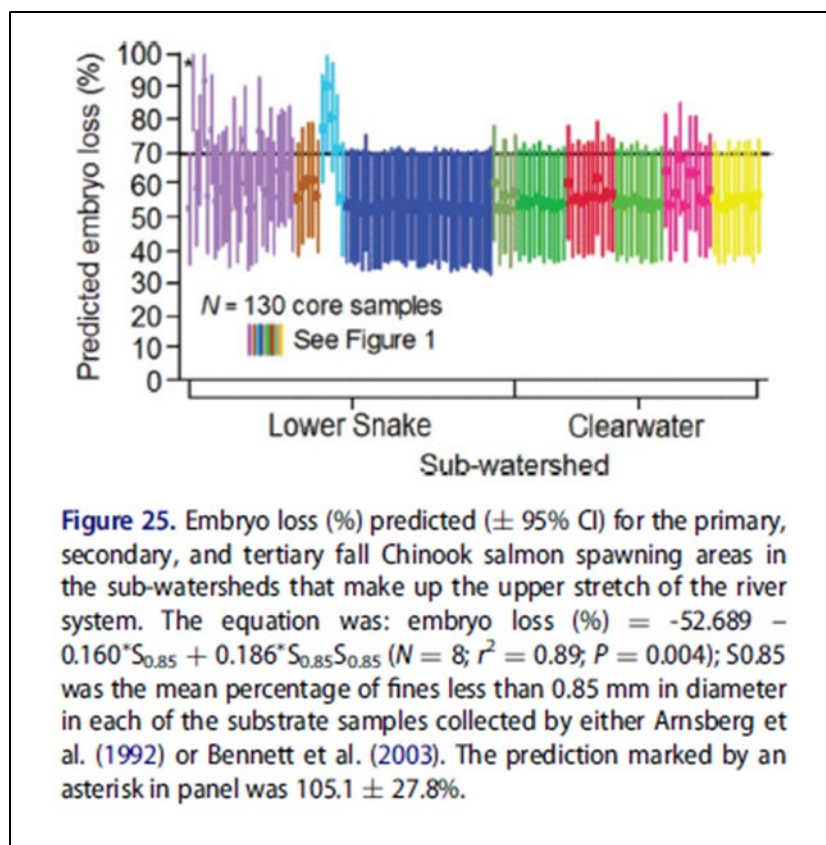 Predicted embryo loss (%)
100
90
80
70
60
50
40
30
20
10
0
*
N = 130 core samples
See Figure 1
Lower Snake
Clearwater
Sub-watershed
Figure 25. Embryo loss (%) predicted (± 95% CI) for the primary,
secondary, and tertiary fall Chinook salmon spawning areas in
the sub-watersheds that make up the upper stretch of the river
system. The equation was: embryo loss (%) = -52.689 –
0.160*S0.85 + 0.186*S0.85S0.85 (N = 8; r² = 0.89; P = 0.004); S0.85
was the mean percentage of fines less than 0.85 mm in diameter
in each of the substrate samples collected by either Arnsberg et
al. (1992) or Bennett et al. (2003). The prediction marked by an
asterisk in panel was 105.1 ± 27.8%.